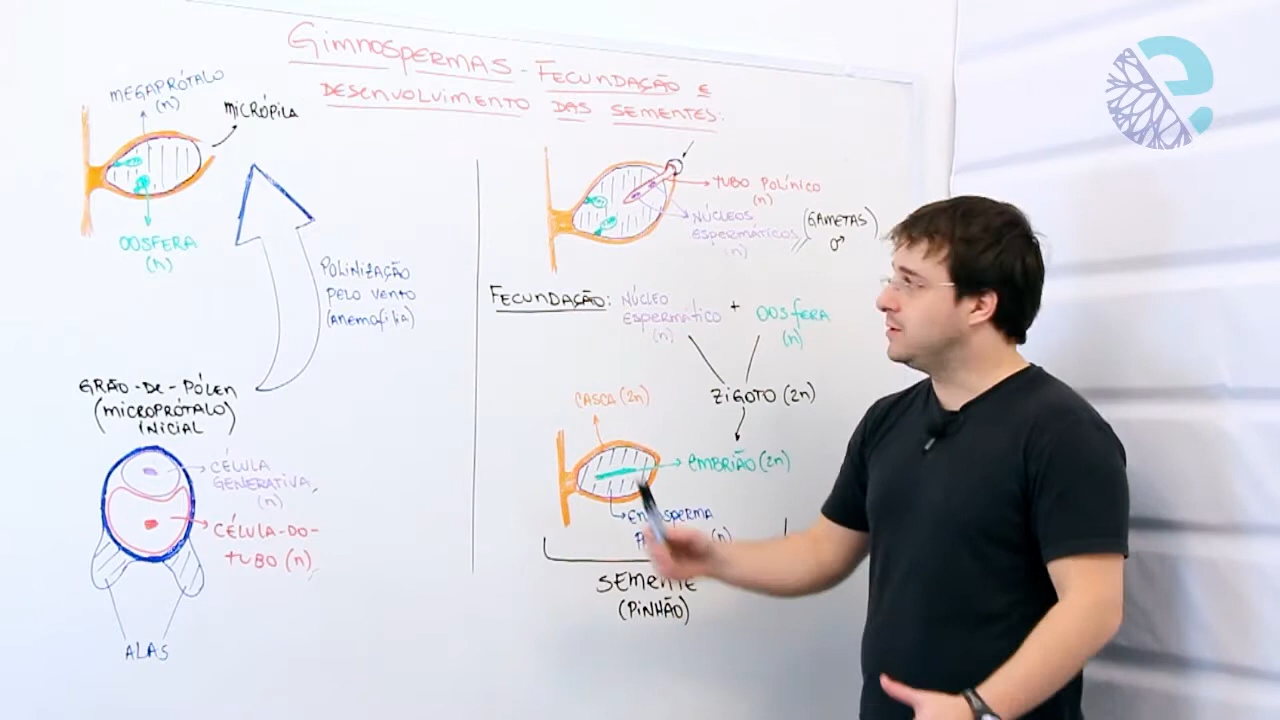 GIMNOSPERMAS - FECUNDAÇÃO E
DESENVOLVIMENTO DAS SEMENTES:
MEGAPRÓTALO
(n)
MICRÓPILA
OOSFERA
(n)
POLINIZAÇÃO
PELO VENTO
(ANEMOFILIA)
GRÃO-DE-PÓLEN
(MICROPRÓTALO)
INICIAL
CÉLULA
GENERATIVA
(n)
CÉLULA-DO-
TUBO (n)
ALAS
TUBO POLÍNICO
(n)
NÚCLEOS
ESPERMÁTICOS
(n)
(GAMETAS)
♂
FECUNDAÇÃO: NÚCLEO + OOSFERA
ESPERMÁTICO (n)
(n)
ZIGOTO (2n)
CASCA (2n)
EMBRIÃO (2n)
(n)
SEMENTE
(PINHÃO)